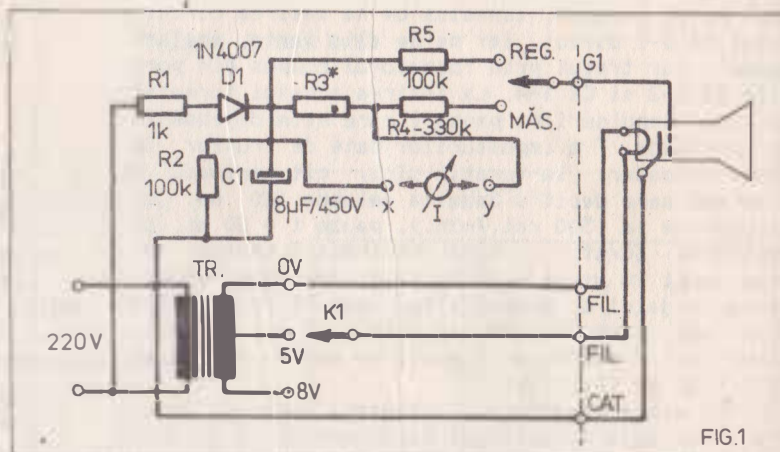 1N4007
R5
REG.
G1
R1
D1
R3*
100k
1k
R4-330k
MĂS.
R2
100k
C1
8µF/450V
x
I
y
TR.
0V
K1
FIL.
220V
5V
FIL.
8V
CAT.
FIG.1